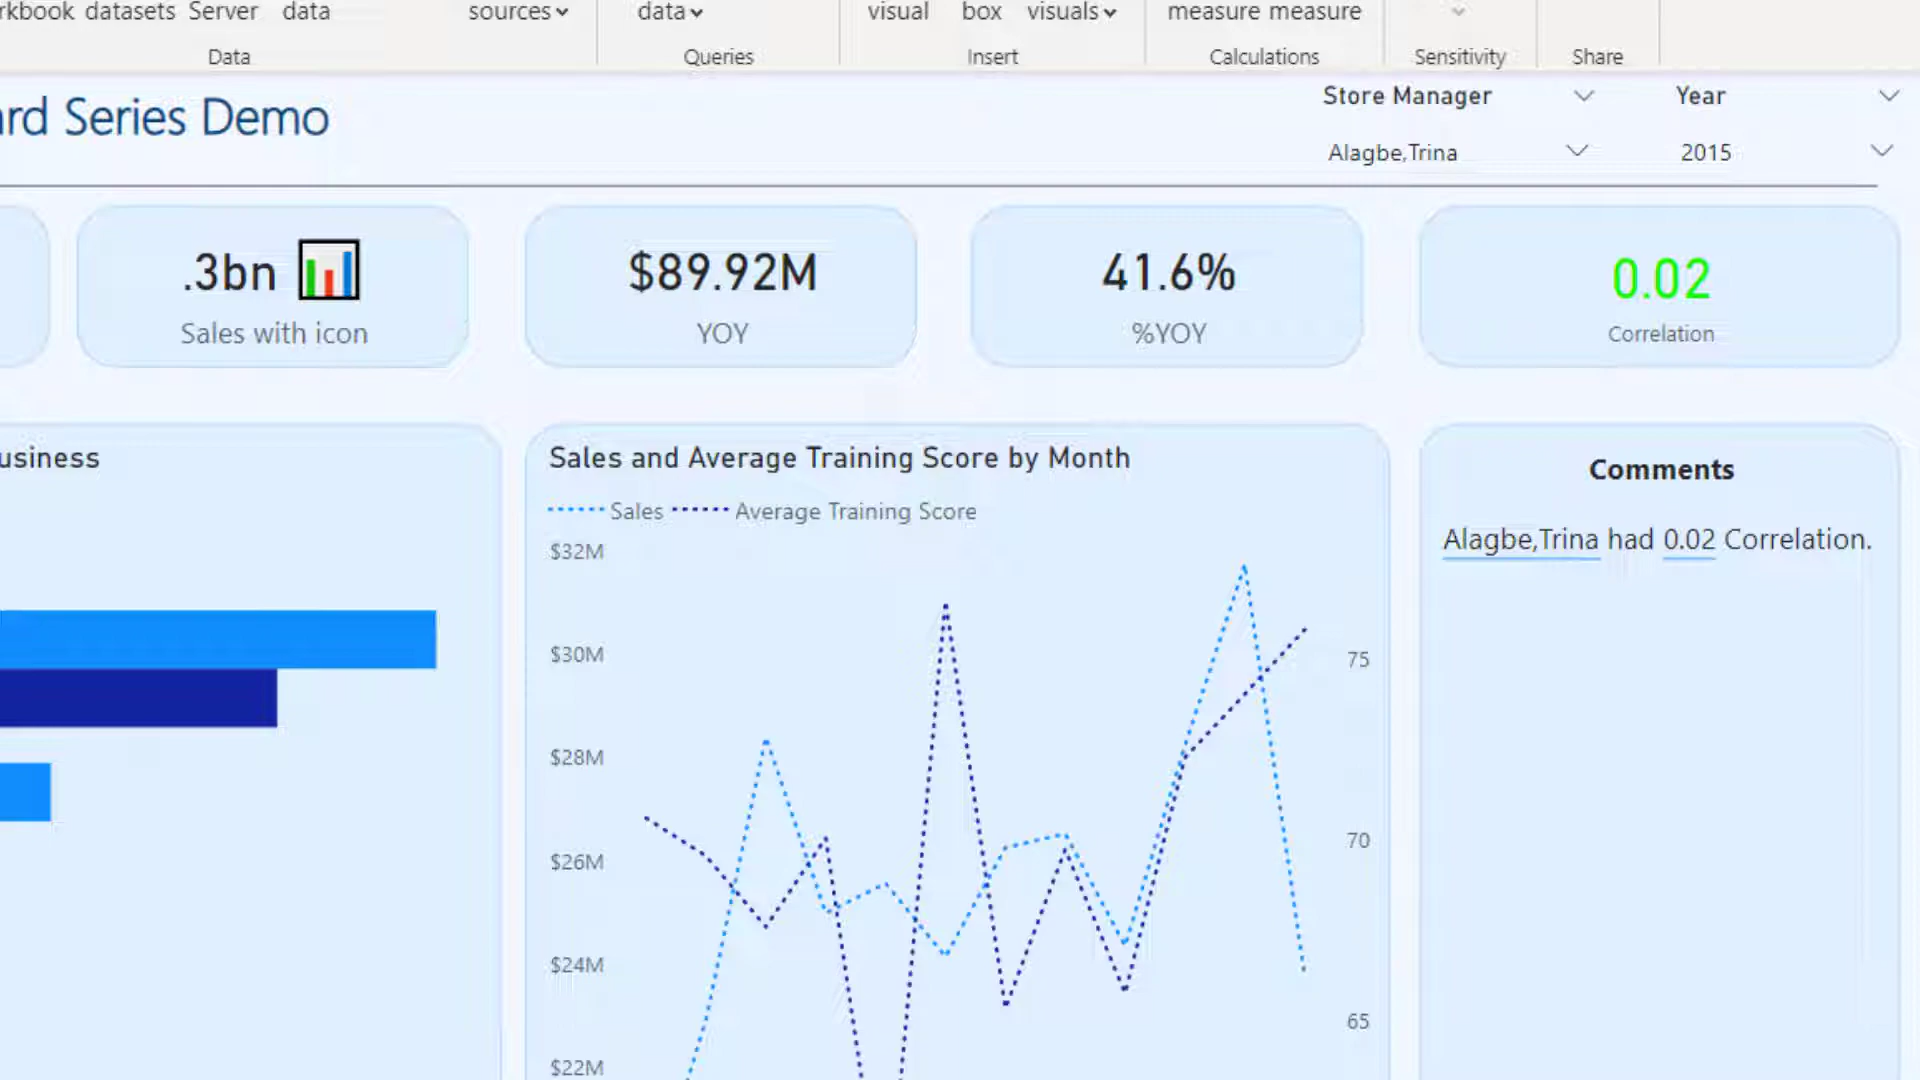 rkbook datasets Server data sources data visual box visuals measure measure
Data Queries Insert Calculations Sensitivity Share
ard Series Demo
Store Manager Year
Alagbe,Trina 2015
.3bn $89.92M 41.6% 0.02
Sales with icon YOY %YOY Correlation
usiness
Sales and Average Training Score by Month
Sales Average Training Score
$32M
$30M
$28M
$26M
$24M
$22M
75
70
65
Comments
Alagbe,Trina had 0.02 Correlation.